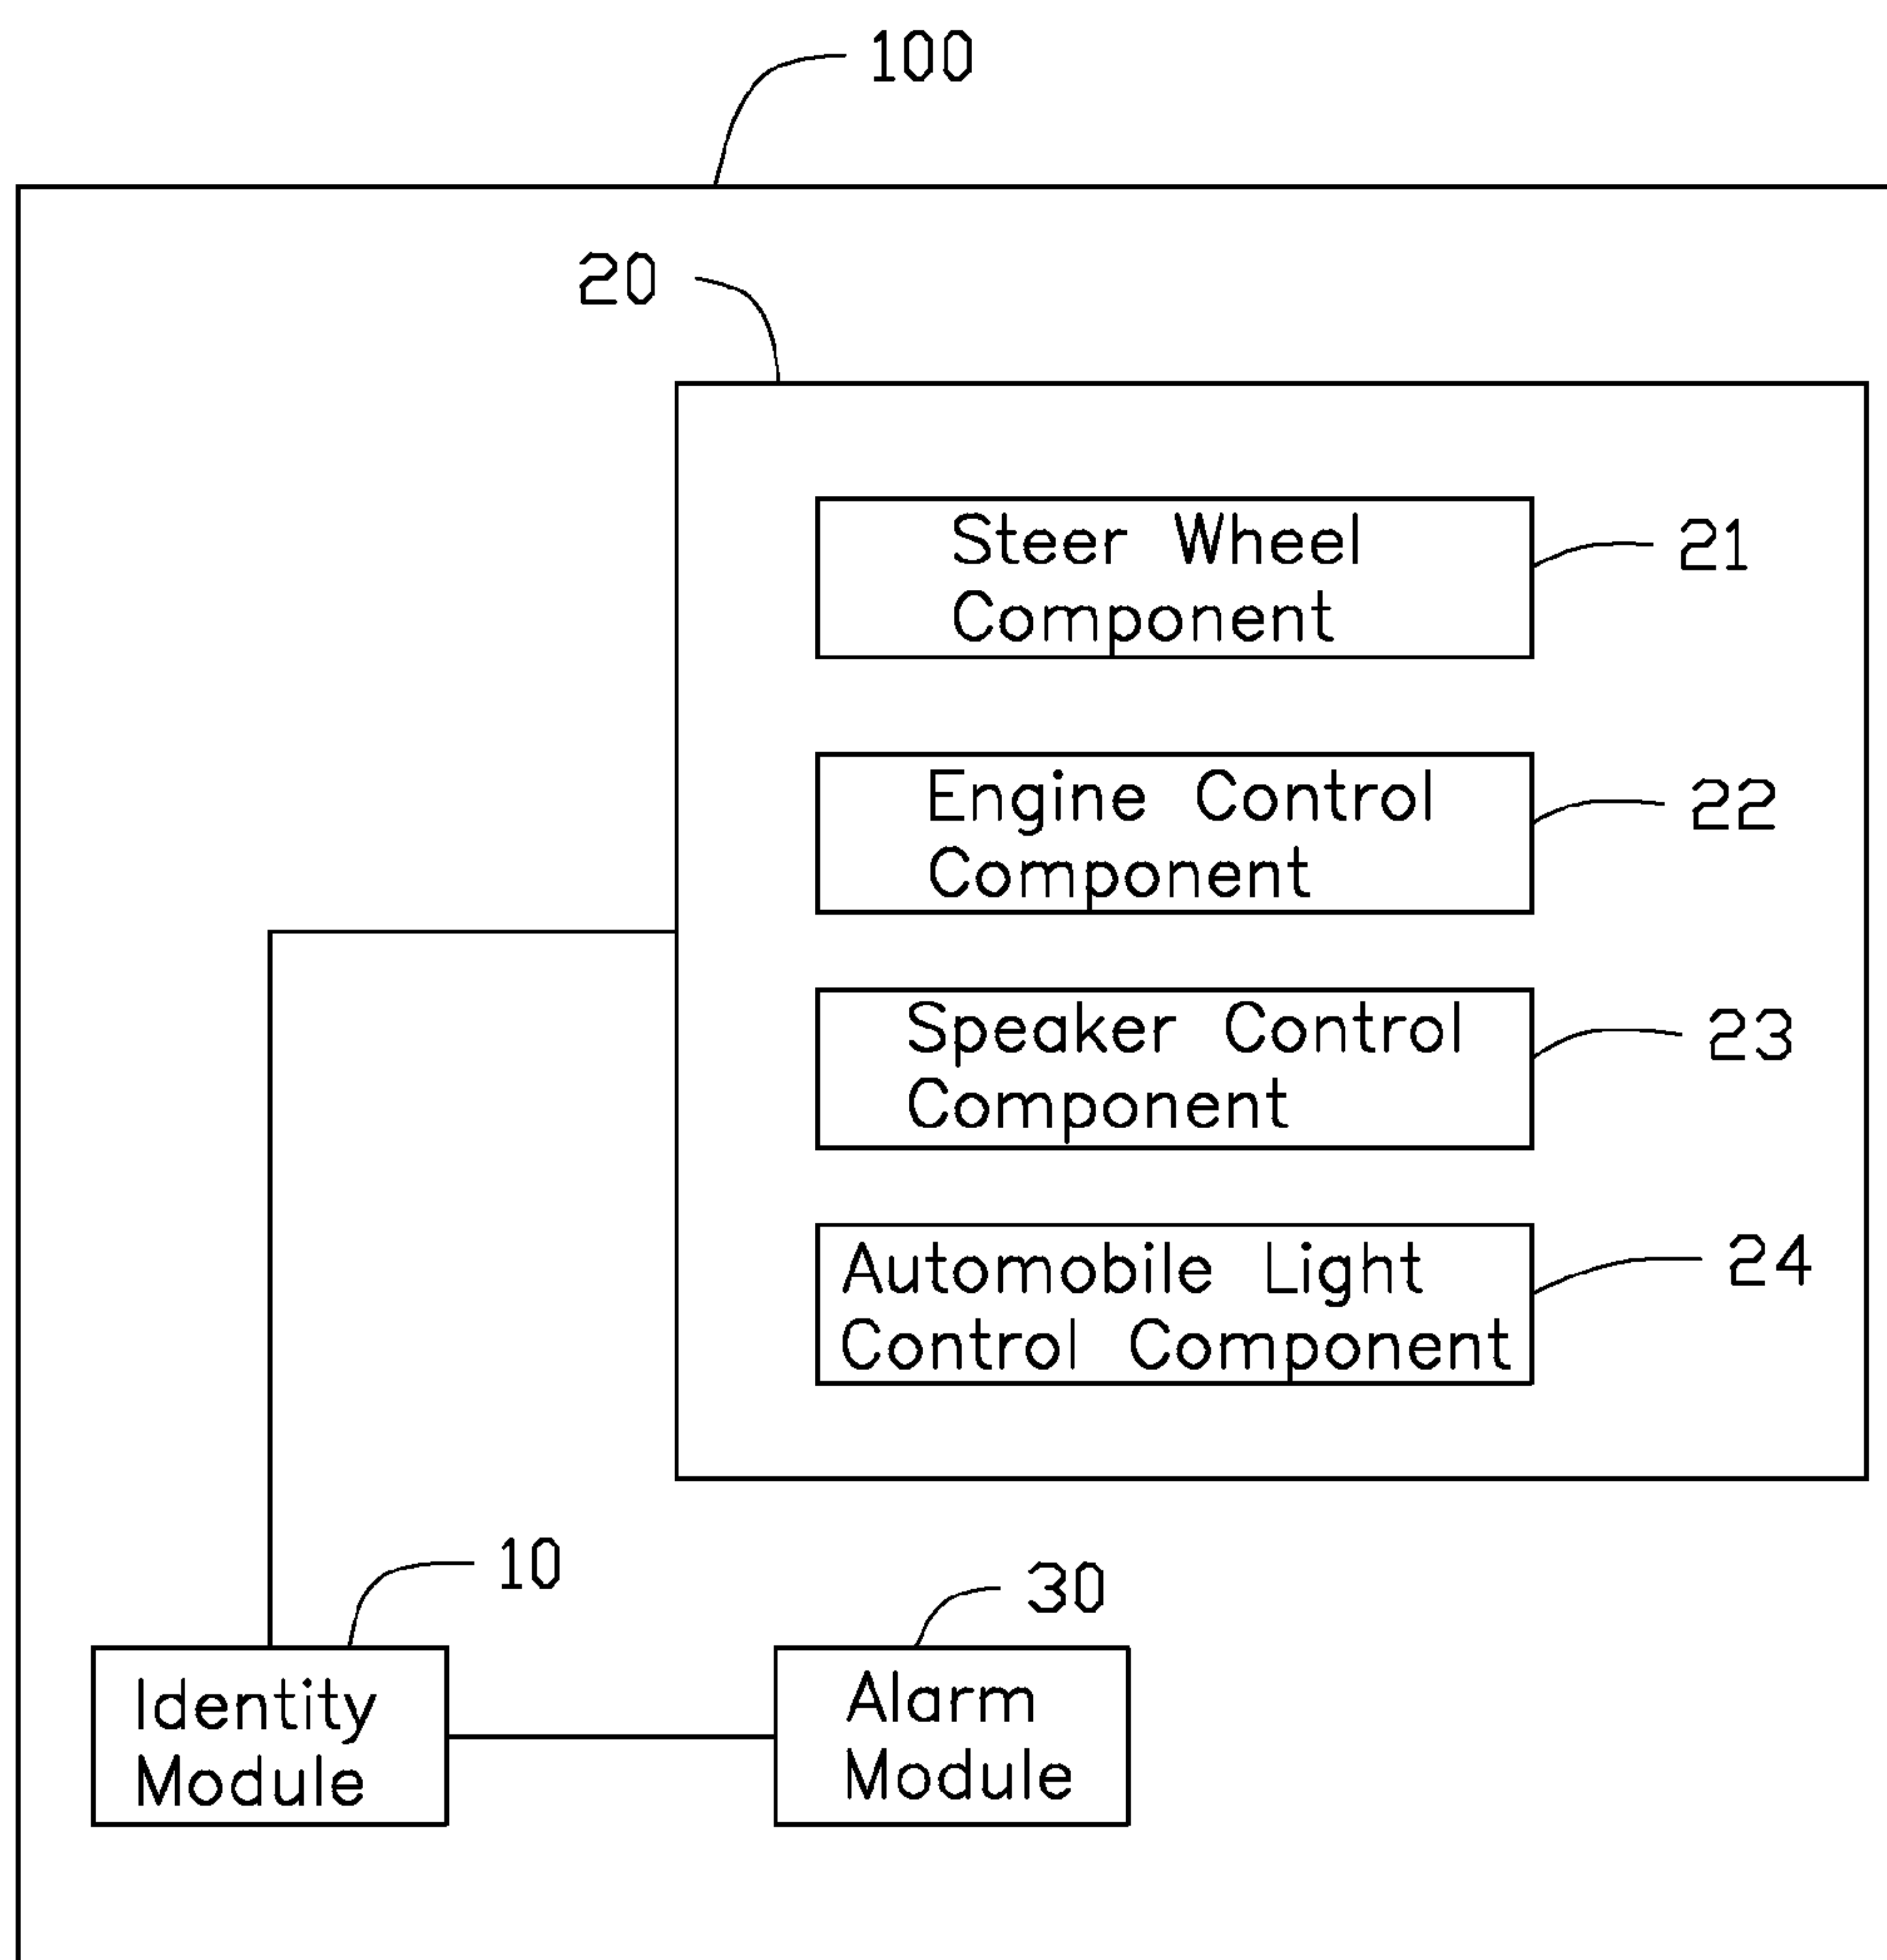 100
20
Steer Wheel
Component
21
Engine Control
Component
22
Speaker Control
Component
23
Automobile Light
Control Component
24
10
30
Identity
Module
Alarm
Module